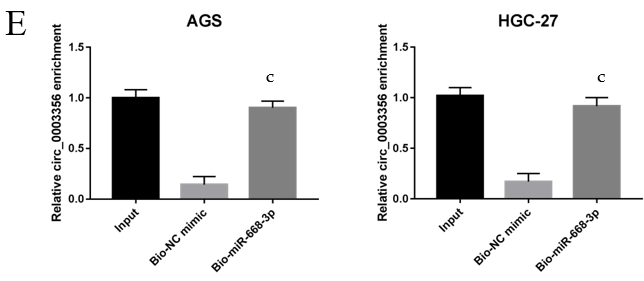 E
AGS
Relative circ_0003356 enrichment
1.5
1.0
0.5
0.0
c
Input
Bio-NC mimic
Bio-miR-668-3p
HGC-27
Relative circ_0003356 enrichment
1.5
1.0
0.5
0.0
c
Input
Bio-NC mimic
Bio-miR-668-3p